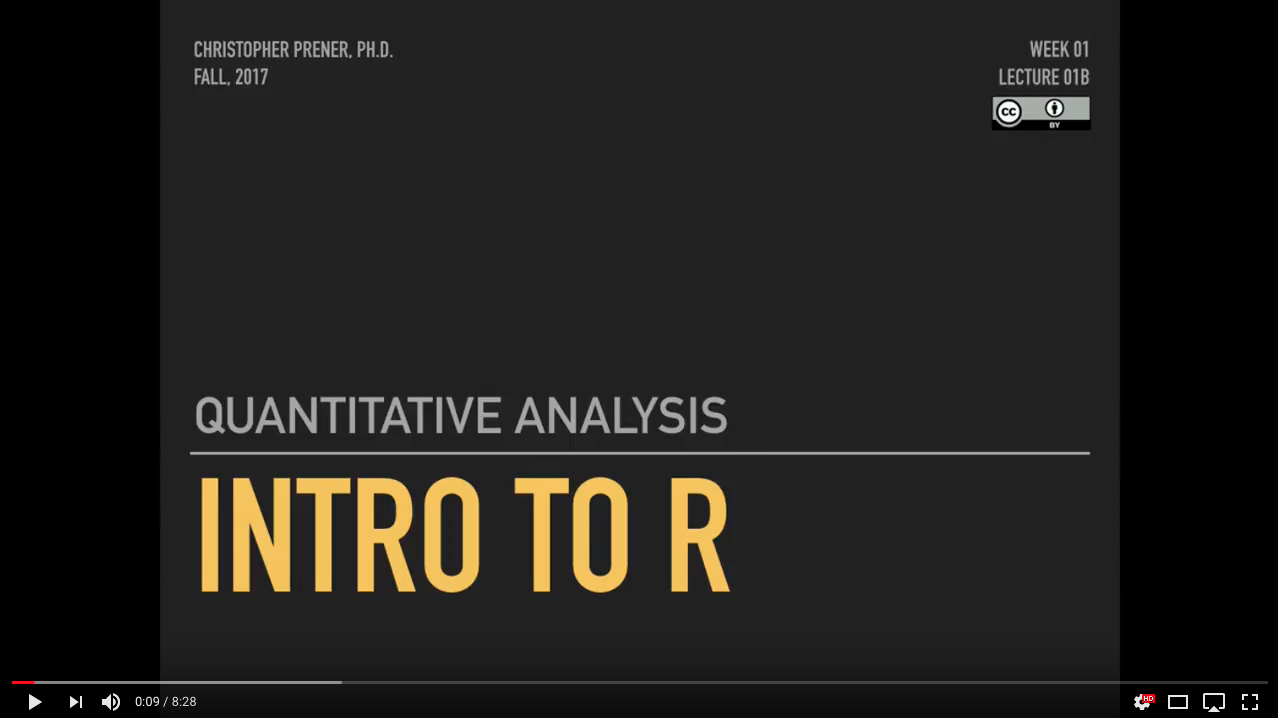 CHRISTOPHER PRENER, PH.D.
FALL, 2017
WEEK 01
LECTURE 01B
CC
BY
QUANTITATIVE ANALYSIS
INTRO TO R
0:09 / 8:28
HD